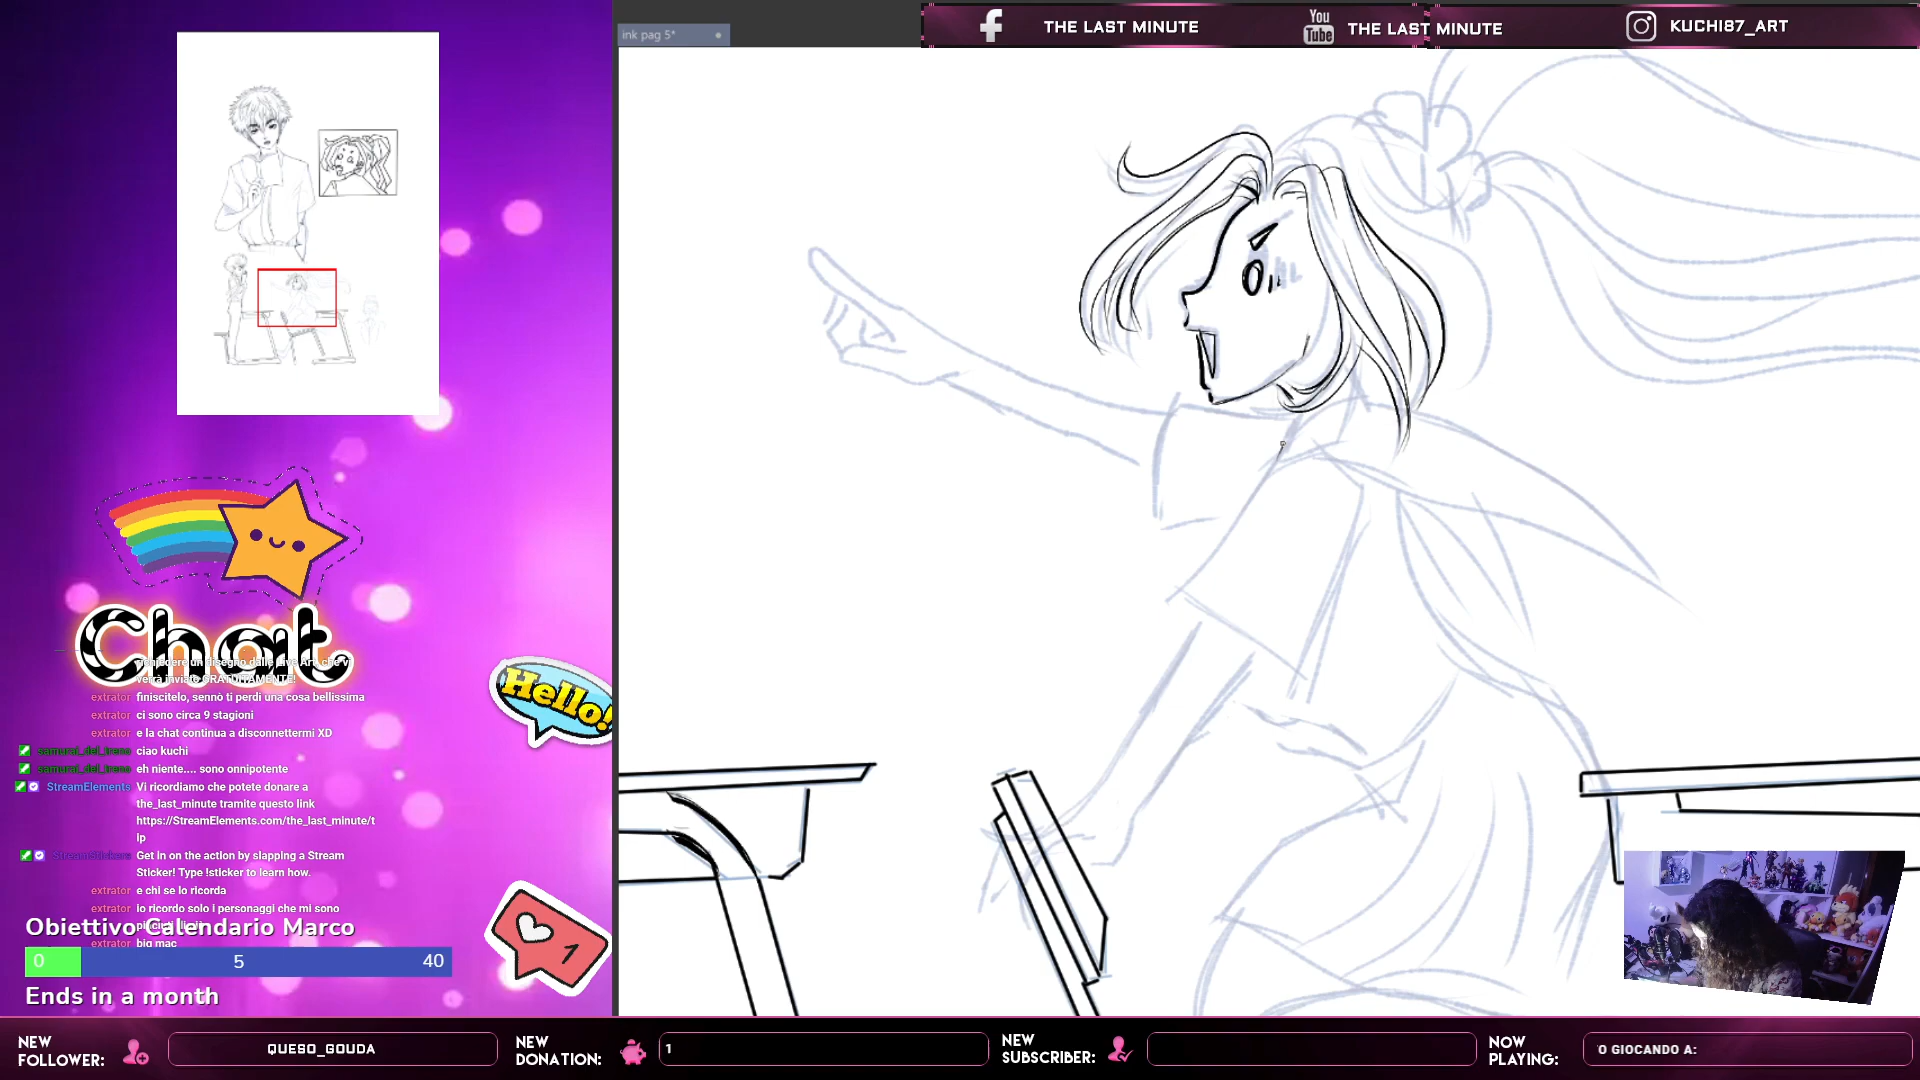 ink pag 5*
THE LAST MINUTE
You
Tube
THE LAST MINUTE
KUCHI87_ART
Chat
verrà inviato GRATUITAMENTE!
extrator finiscitelo, sennò ti perdi una cosa bellissima
extrator ci sono circa 9 stagioni
extrator e la chat continua a disconnettermi XD
samurai_del_treno ciao kuchi
samurai_del_treno eh niente.... sono onnipotente
StreamElements Vi ricordiamo che potete donare a
the_last_minute tramite questo link
https://StreamElements.com/the_last_minute/t
ip
StreamStickers Get in on the action by slapping a Stream
Sticker! Type !sticker to learn how.
extrator e chi se lo ricorda
extrator io ricordo solo i personaggi che mi sono
extrator big mac
Hello!
1
Obiettivo Calendario Marco
0 5 40
Ends in a month
NEW
FOLLOWER:
QUESO_GOUDA
NEW
DONATION:
1
NEW
SUBSCRIBER:
NOW
PLAYING:
O GIOCANDO A: